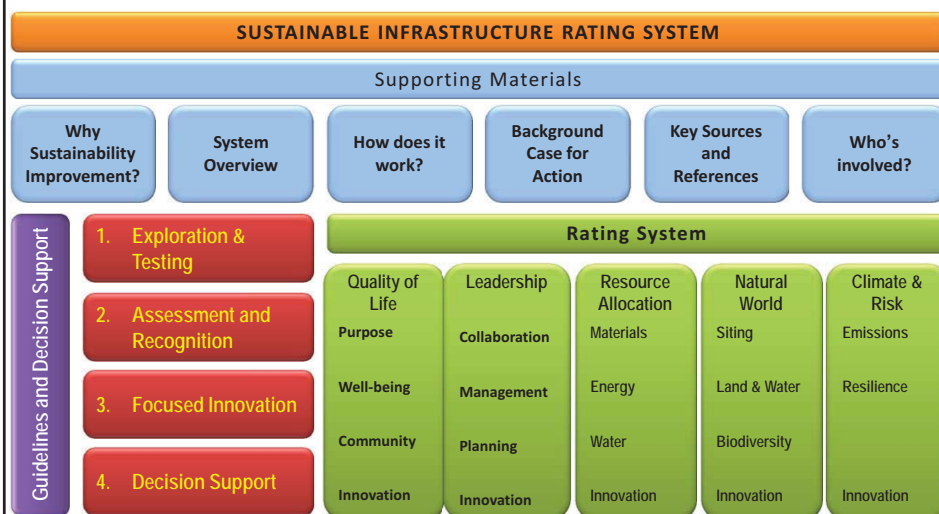 SUSTAINABLE INFRASTRUCTURE RATING SYSTEM
Supporting Materials
Why
Sustainability
Improvement?
System
Overview
How does it
work?
Background
Case for
Action
Key Sources
and
References
Who's
involved?
Guidelines and Decision Support
1. Exploration &
Testing
2. Assessment and
Recognition
3. Focused Innovation
4. Decision Support
Rating System
Quality of
Life
Purpose
Well-being
Community
Innovation
Leadership
Collaboration
Management
Planning
Innovation
Resource
Allocation
Materials
Energy
Water
Innovation
Natural
World
Siting
Land & Water
Biodiversity
Innovation
Climate &
Risk
Emissions
Resilience
Innovation